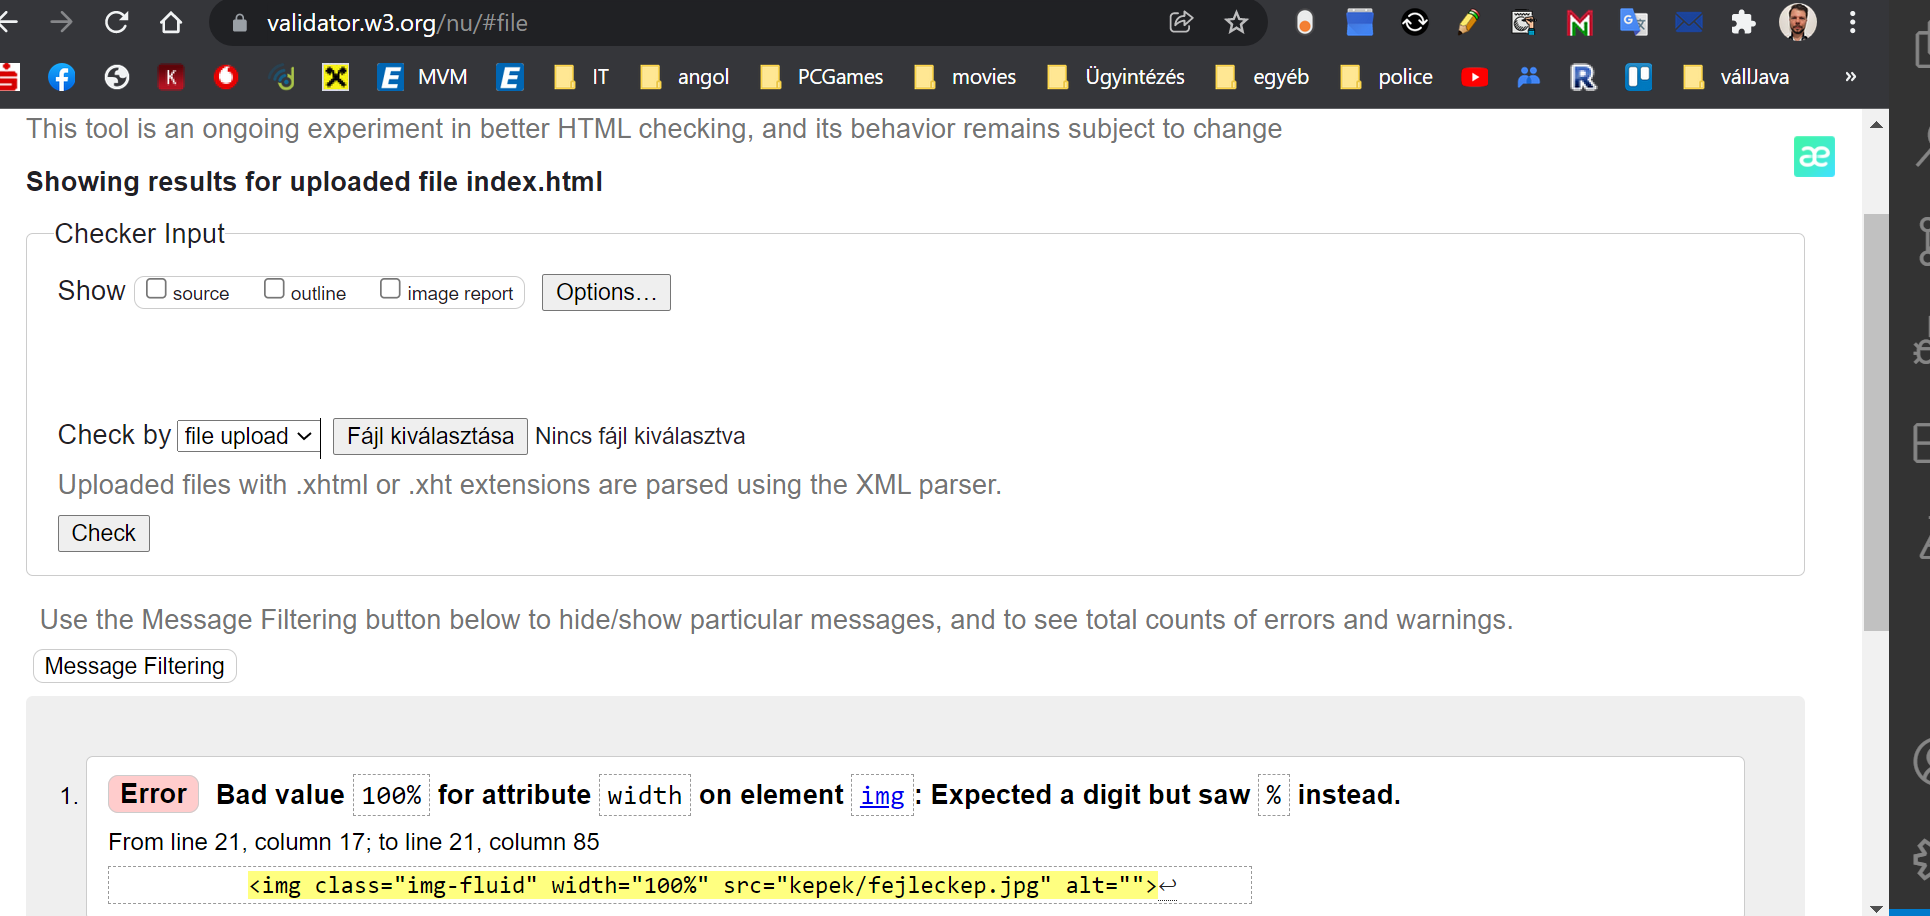 validator.w3.org/nu/#file
MVM IT angol PCGames movies Ügyintézés egyéb police válJava »
This tool is an ongoing experiment in better HTML checking, and its behavior remains subject to change
æ
Showing results for uploaded file index.html
Checker Input
Show source outline image report Options...
Check by file upload Fájl kiválasztása Nincs fájl kiválasztva
Uploaded files with .xhtml or .xht extensions are parsed using the XML parser.
Check
Use the Message Filtering button below to hide/show particular messages, and to see total counts of errors and warnings.
Message Filtering
1. Error Bad value 100% for attribute width on element img: Expected a digit but saw % instead.
From line 21, column 17; to line 21, column 85
<img class="img-fluid" width="100%" src="kepek/fejleckep.jpg" alt="">↩